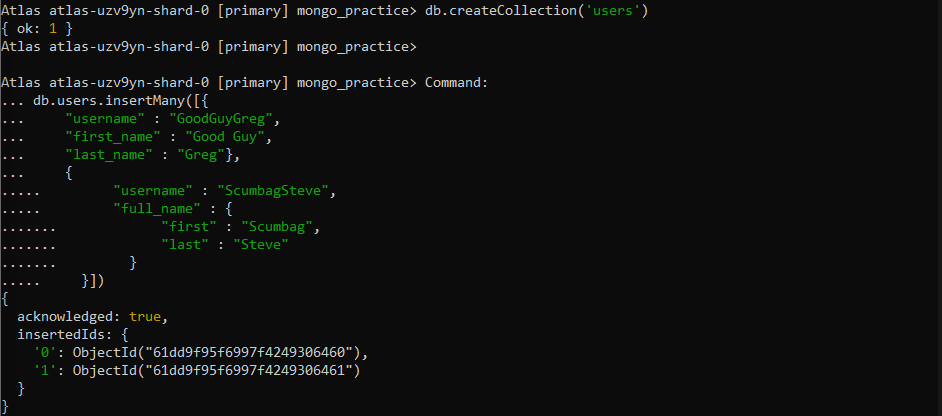 Atlas atlas-uzv9yn-shard-0 [primary] mongo_practice> db.createCollection('users')
{ ok: 1 }
Atlas atlas-uzv9yn-shard-0 [primary] mongo_practice>
Atlas atlas-uzv9yn-shard-0 [primary] mongo_practice> Command:
... db.users.insertMany([{
...     "username" : "GoodGuyGreg",
...     "first_name" : "Good Guy",
...     "last_name" : "Greg"},
...     {
.....         "username" : "ScumbagSteve",
.....         "full_name" : {
.......             "first" : "Scumbag",
.......             "last" : "Steve"
.......         }
.....     }])
{
  acknowledged: true,
  insertedIds: {
    '0': ObjectId("61dd9f95f6997f4249306460"),
    '1': ObjectId("61dd9f95f6997f4249306461")
  }
}